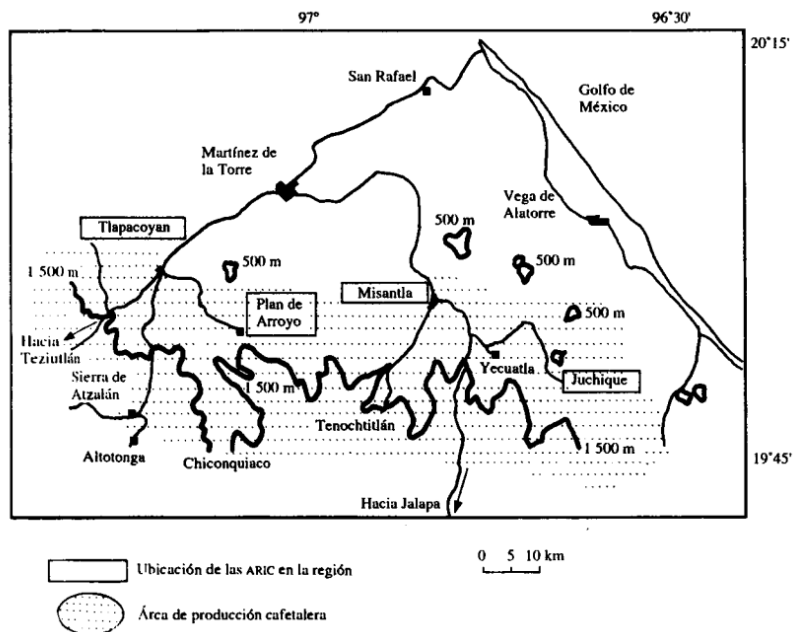 97°
96°30'
20°15'
San Rafael
Golfo de
México
Martínez de
la Torre
Vega de
Alatorre
Tlapacoyan
500 m
500 m
500 m
1 500 m
Misantla
Plan de
Arroyo
500 m
Hacia
Teziutlán
Yecuatla
Juchique
1 500 m
Sierra de
Atzalán
Tenochtitlán
Altotonga
Chiconquiaco
1 500 m
19°45'
Hacia Jalapa
Ubicación de las ARIC en la región
0 5 10 km
Área de producción cafetalera